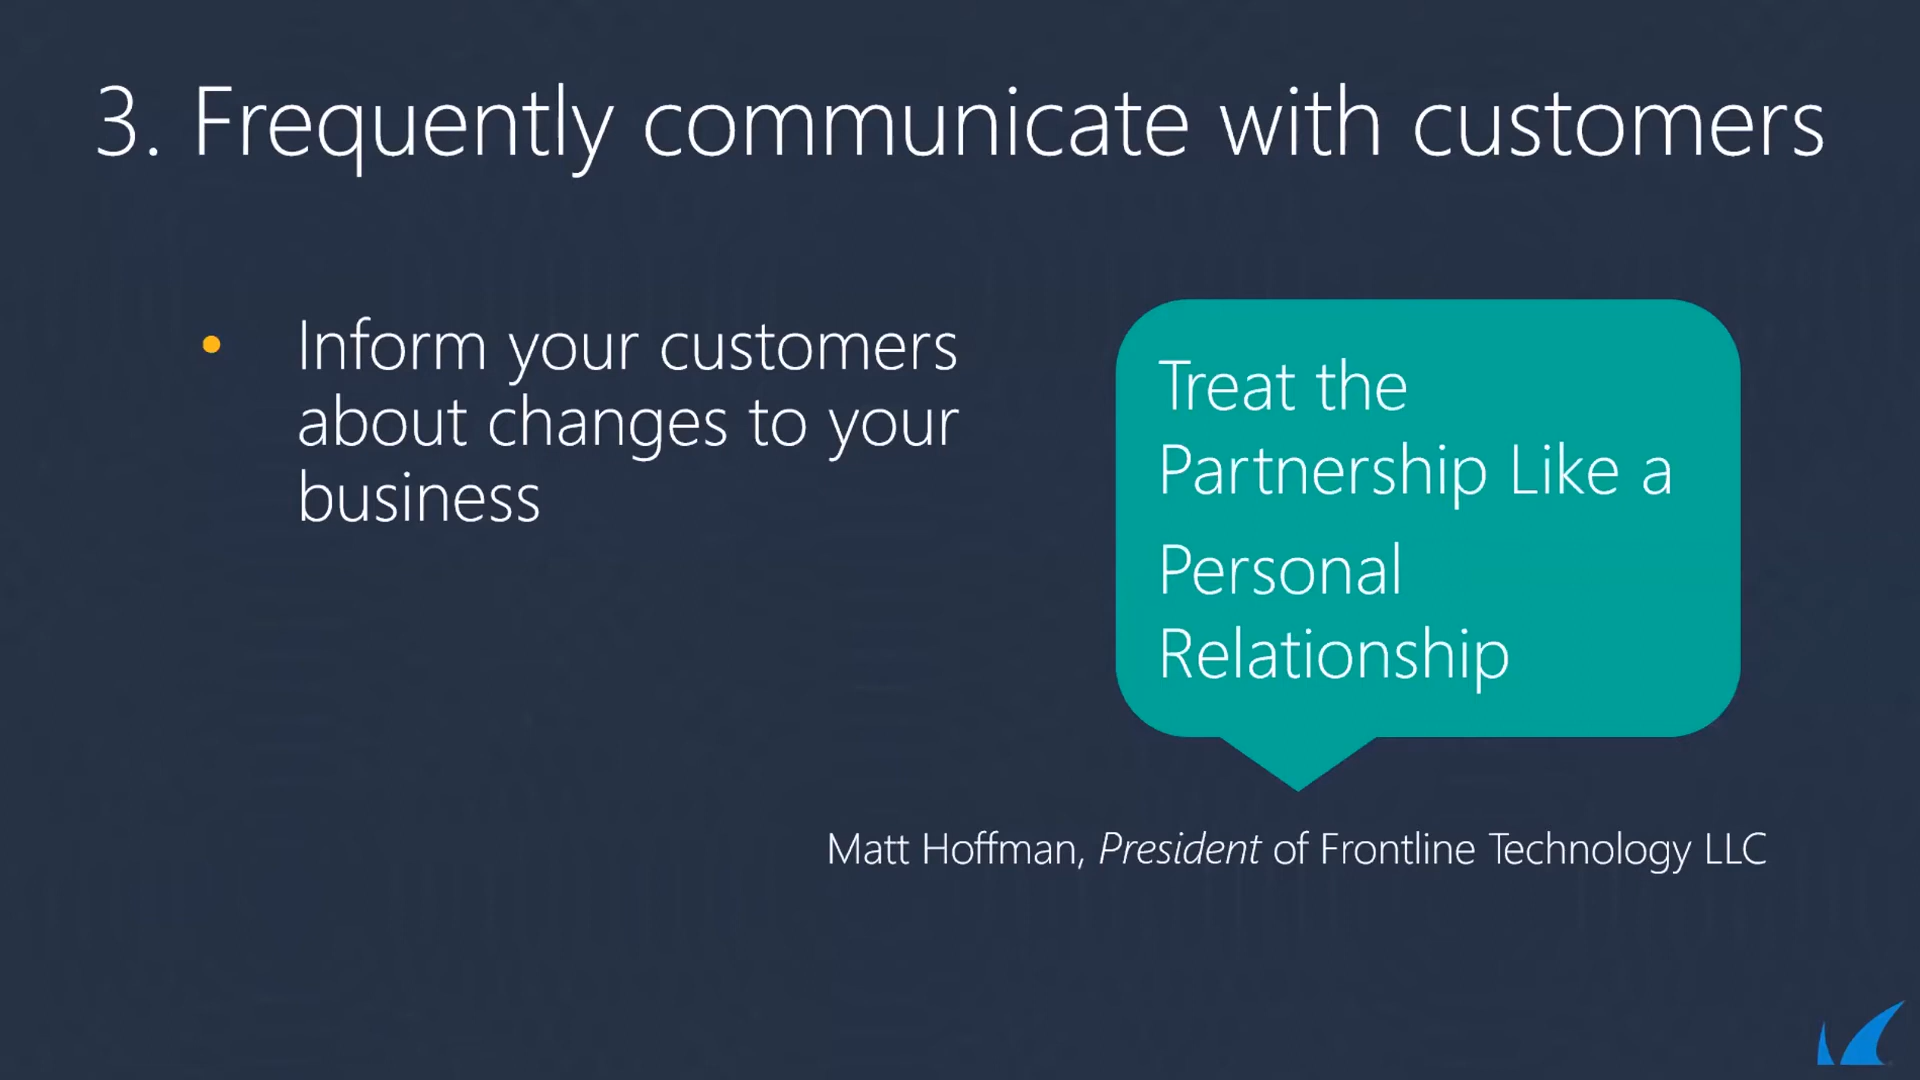 3. Frequently communicate with customers
• Inform your customers
about changes to your
business
Treat the
Partnership Like a
Personal
Relationship
Matt Hoffman, President of Frontline Technology LLC